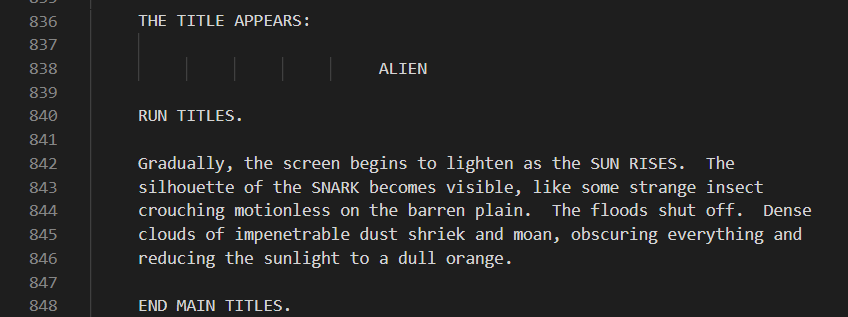 836 THE TITLE APPEARS:
837
838 ALIEN
839
840 RUN TITLES.
841
842 Gradually, the screen begins to lighten as the SUN RISES.  The
843 silhouette of the SNARK becomes visible, like some strange insect
844 crouching motionless on the barren plain.  The floods shut off.  Dense
845 clouds of impenetrable dust shriek and moan, obscuring everything and
846 reducing the sunlight to a dull orange.
847
848 END MAIN TITLES.